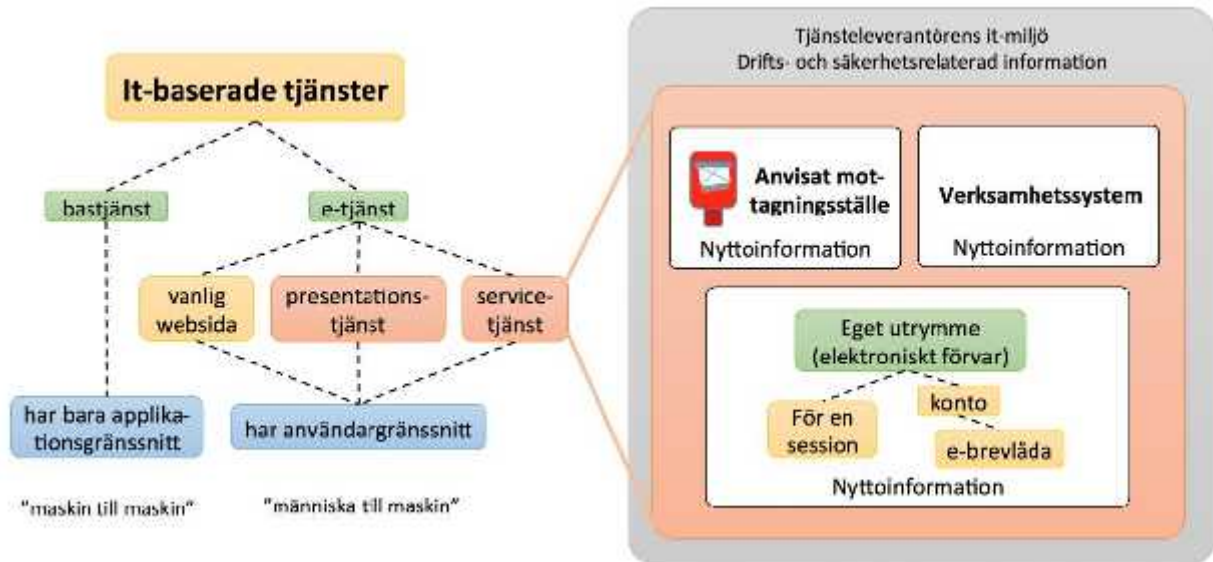 It-baserade tjänster
bastjänst
e-tjänst
vanlig
websida
presentations-
tjänst
service-
tjänst
har bara applika-
tionsgränssnitt
har användargränssnitt
"maskin till maskin"
"människa till maskin"
Tjänsteleverantörens it-miljö
Drifts- och säkerhetsrelaterad information
Anvisat mot-
tagningsställe
Nyttoinformation
Verksamhetssystem
Nyttoinformation
Eget utrymme
(elektroniskt förvar)
För en
session
konto
e-brevlåda
Nyttoinformation